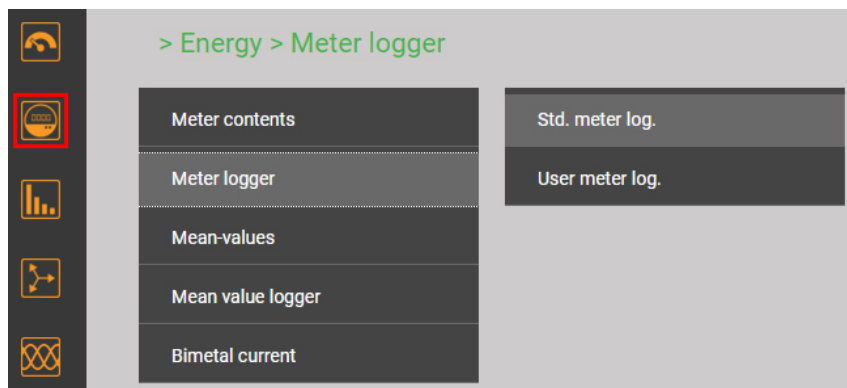 > Energy > Meter logger
Meter contents
Meter logger
Mean-values
Mean value logger
Bimetal current
Std. meter log.
User meter log.